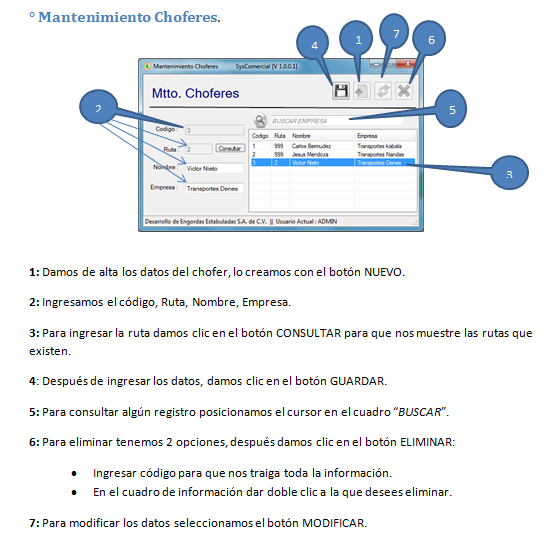 ° Mantenimiento Choferes.
4
1
7
6
Mantenimiento Choferes SysComercial [V 1.0.0.1]
Mtto. Choferes
2
5
BUSCAR EMPRESA
Codigo : 3
Codigo Ruta Nombre Empresa
Ruta : 2 Consultar
1 999 Carlos Bermudez Transportes kabala
2 999 Jesus Mendoza Transportes Nandas
3 2 Victor Nieto Transportes Denes
Nombre : Victor Nieto
3
Empresa : Transportes Denes
Desarrollo de Engordas Estabuladas S.A. de C.V. || Usuario Actual : ADMIN
1: Damos de alta los datos del chofer, lo creamos con el botón NUEVO.
2: Ingresamos el código, Ruta, Nombre, Empresa.
3: Para ingresar la ruta damos clic en el botón CONSULTAR para que nos muestre las rutas que
existen.
4: Después de ingresar los datos, damos clic en el botón GUARDAR.
5: Para consultar algún registro posicionamos el cursor en el cuadro “BUSCAR”.
6: Para eliminar tenemos 2 opciones, después damos clic en el botón ELIMINAR:
• Ingresar código para que nos traiga toda la información.
• En el cuadro de información dar doble clic a la que desees eliminar.
7: Para modificar los datos seleccionamos el botón MODIFICAR.